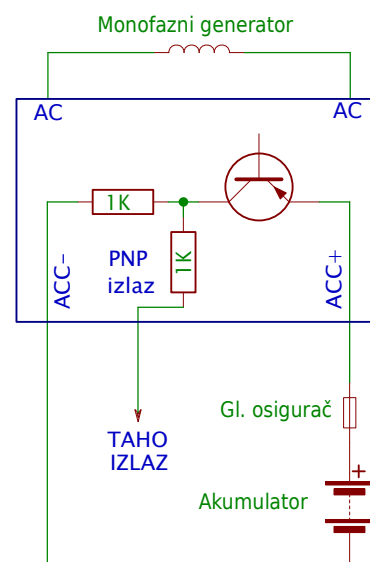 Monofazni generator
AC
AC
1K
1K
PNP
izlaz
ACC-
ACC+
TAHO
IZLAZ
Gl. osigurač
+
Akumulator